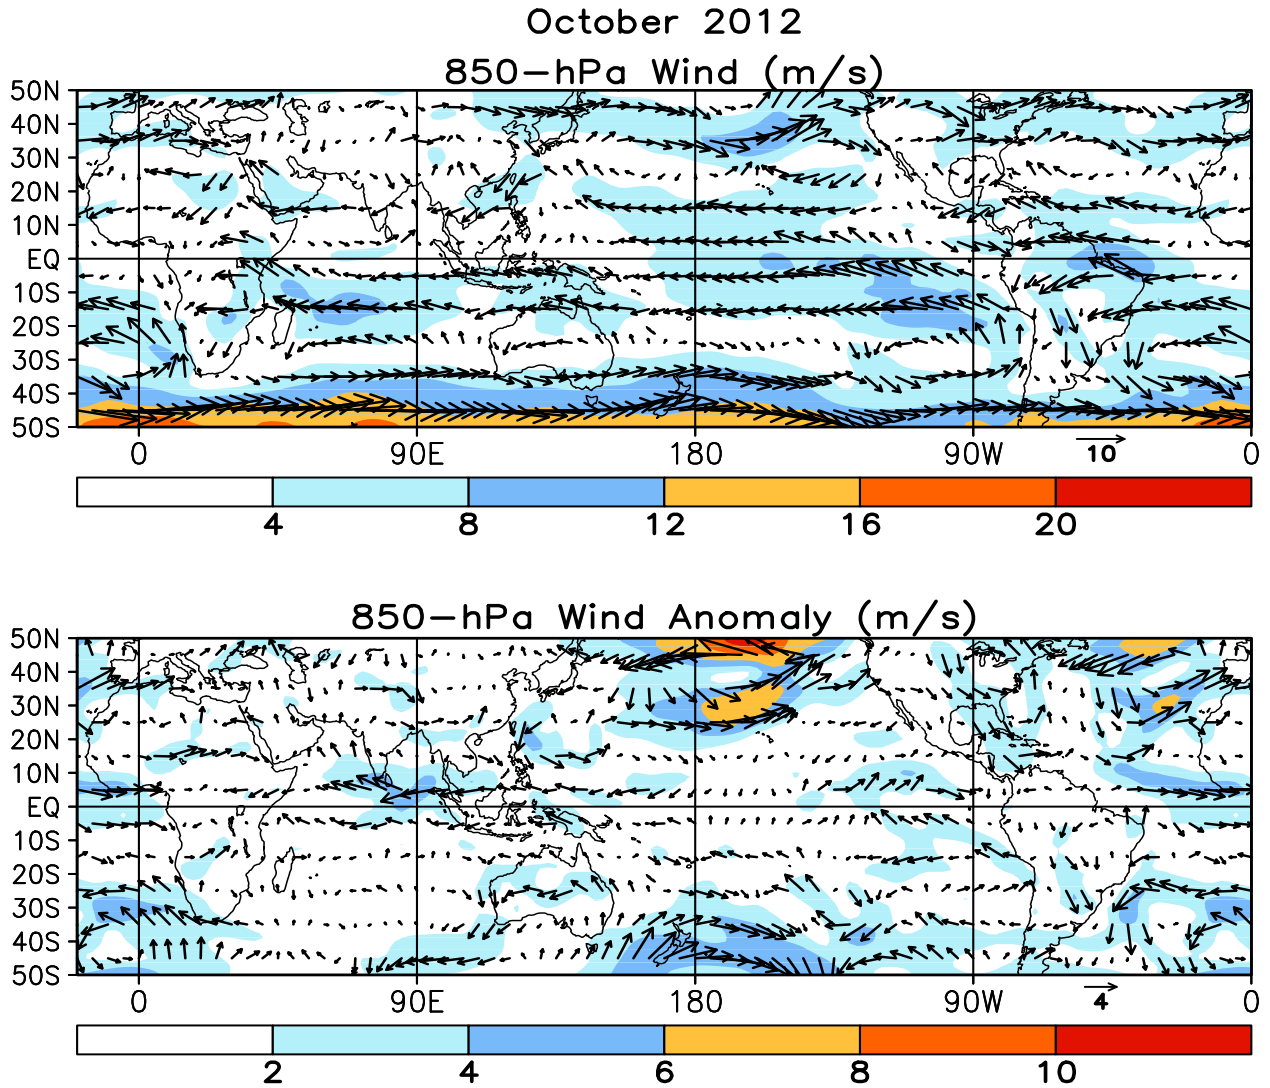 October 2012
850-hPa Wind (m/s)
50N
40N
30N
20N
10N
EQ
10S
20S
30S
40S
50S
0 90E 180 90W 0
10
4 8 12 16 20
850-hPa Wind Anomaly (m/s)
50N
40N
30N
20N
10N
EQ
10S
20S
30S
40S
50S
0 90E 180 90W 0
4
2 4 6 8 10